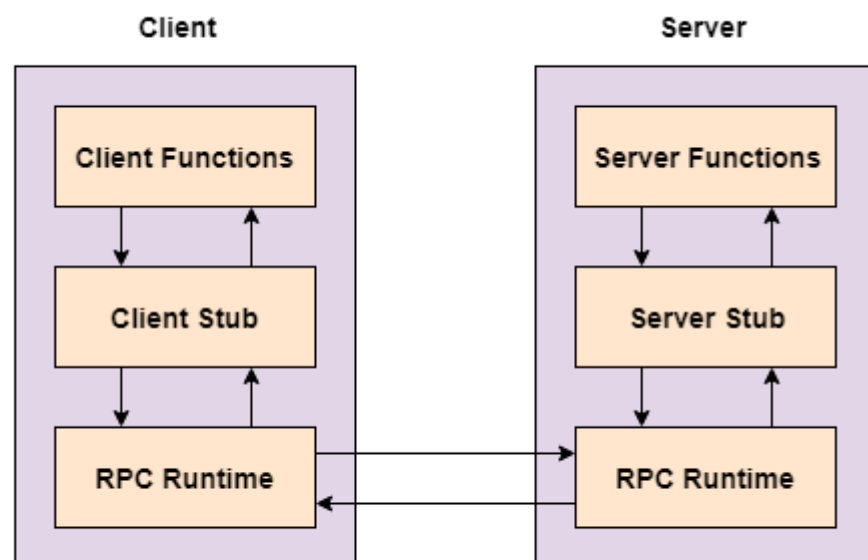 Client
Server
Client Functions
Server Functions
Client Stub
Server Stub
RPC Runtime
RPC Runtime